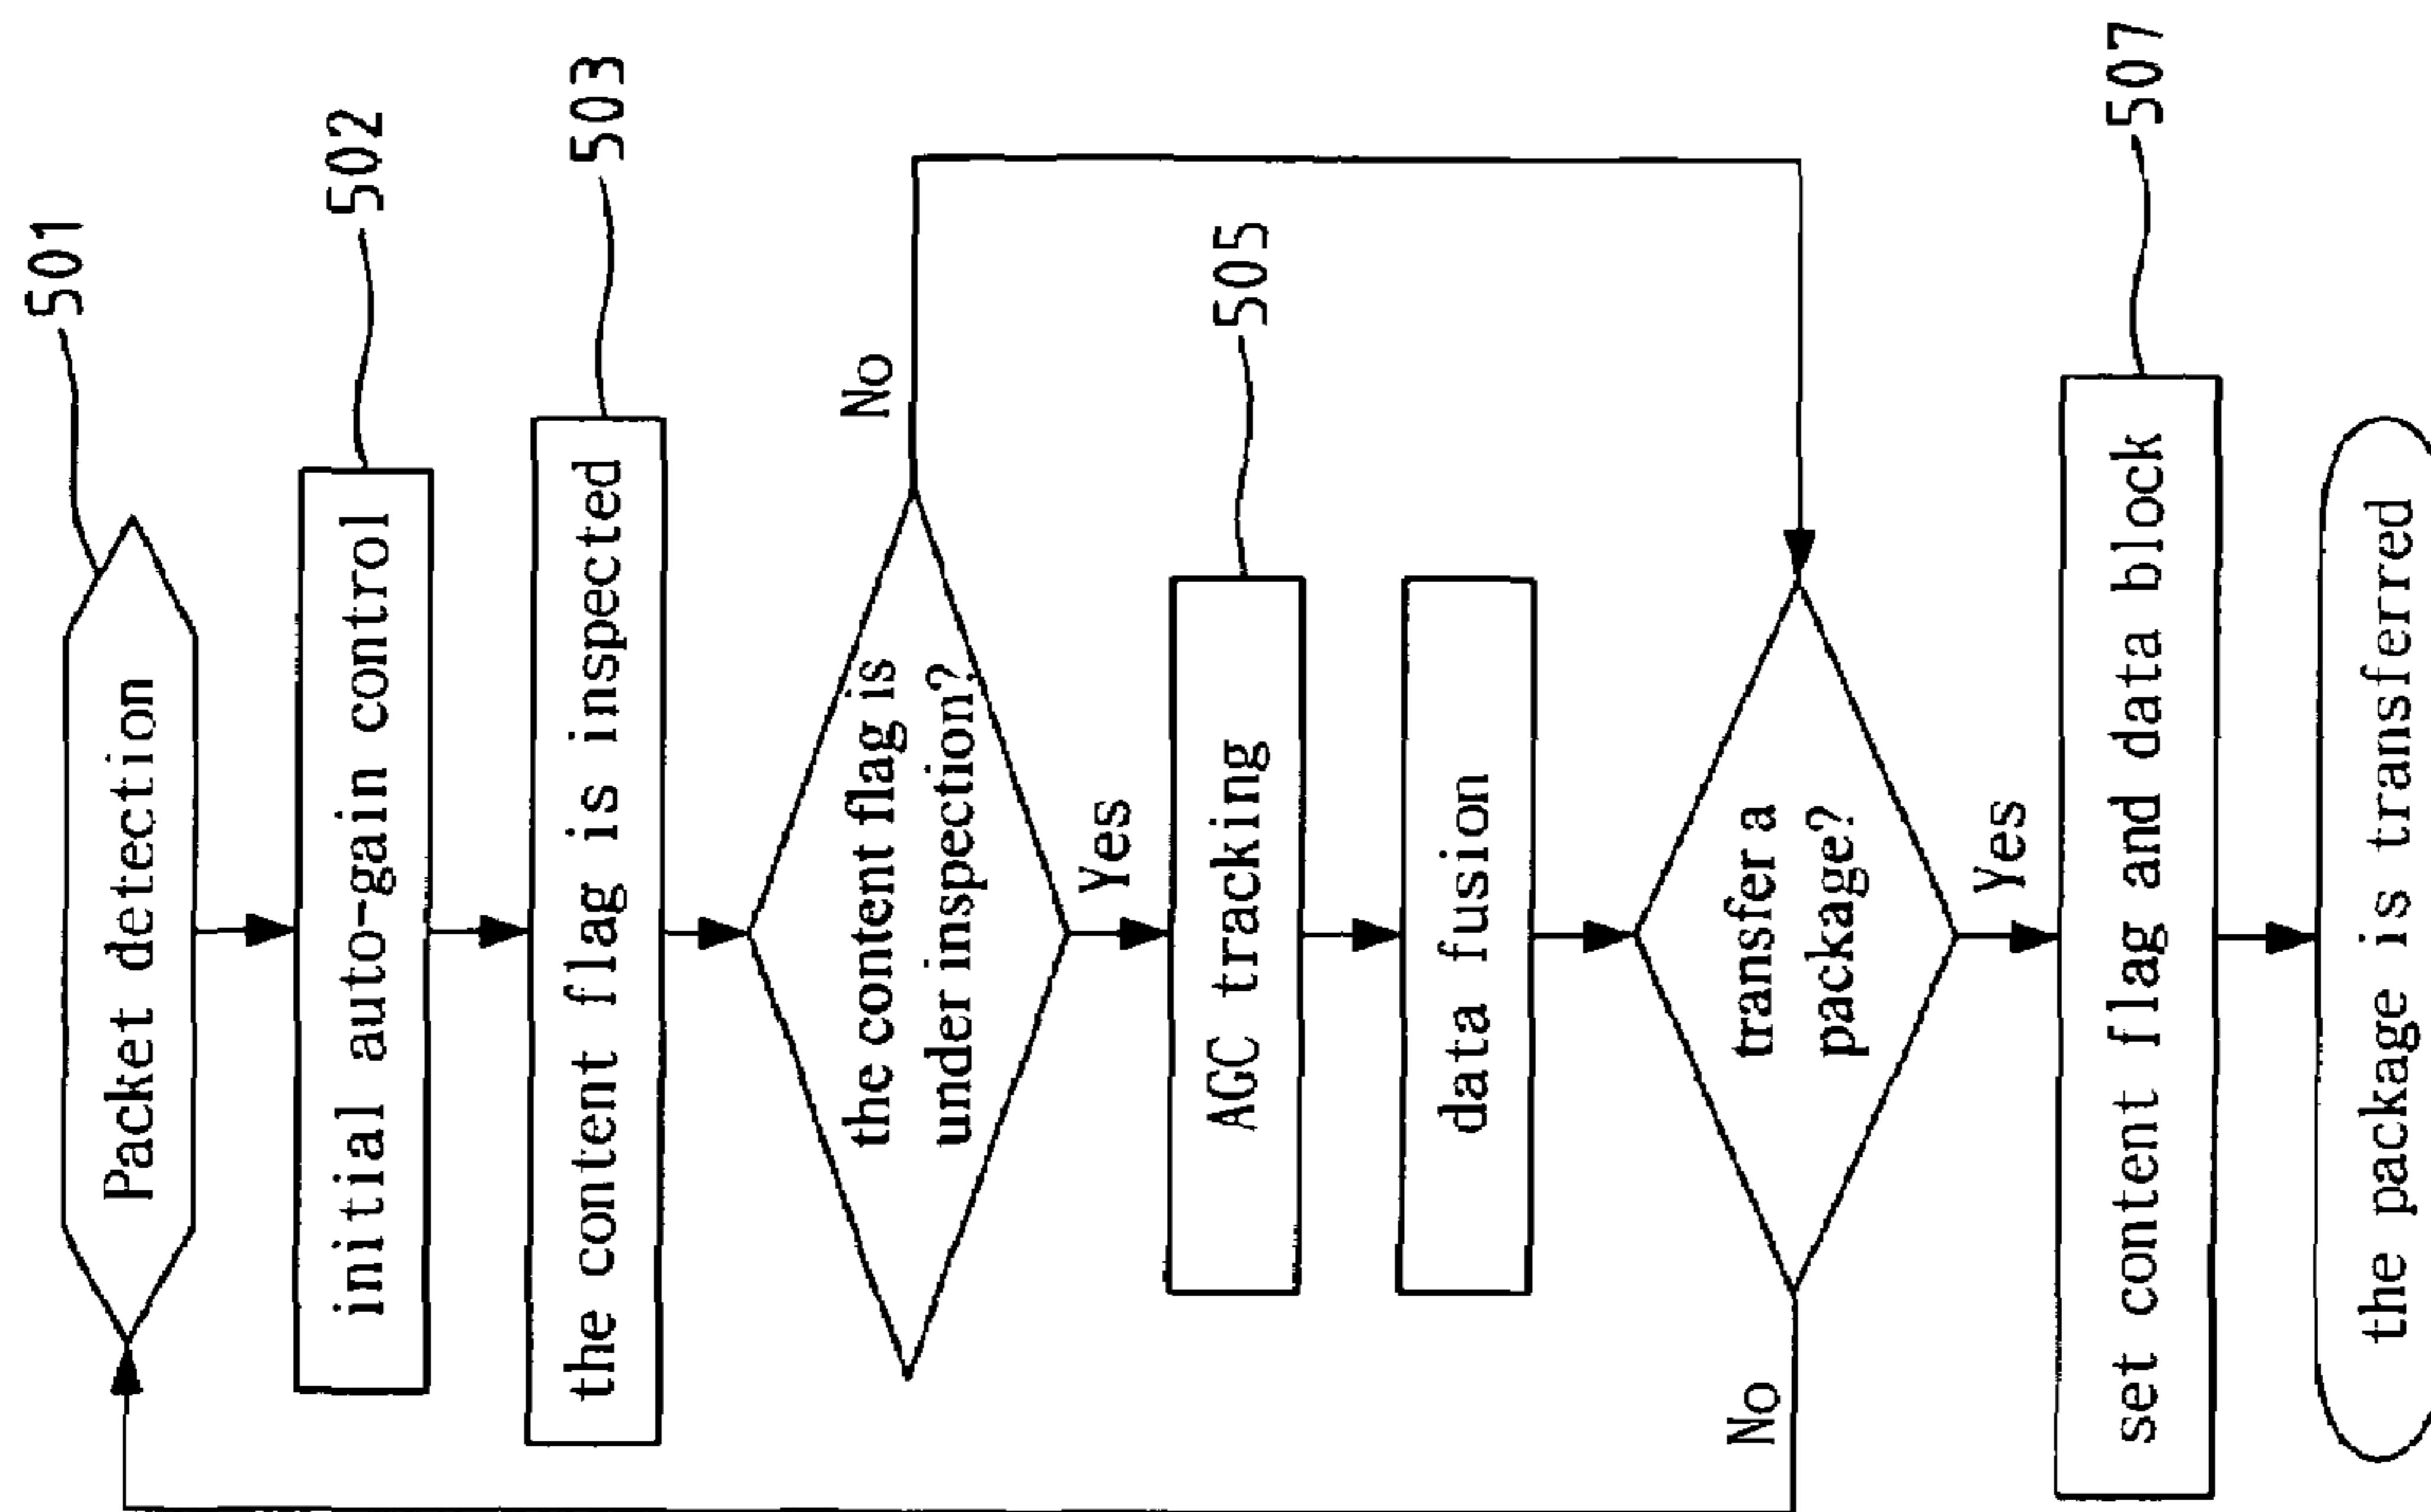 Packet detection
501
initial auto-gain control
502
the content flag is inspected
503
the content flag is
under inspection?
No
Yes
AGC tracking
505
data fusion
transfer a
package?
No
Yes
set content flag and data block
507
the package is transferred